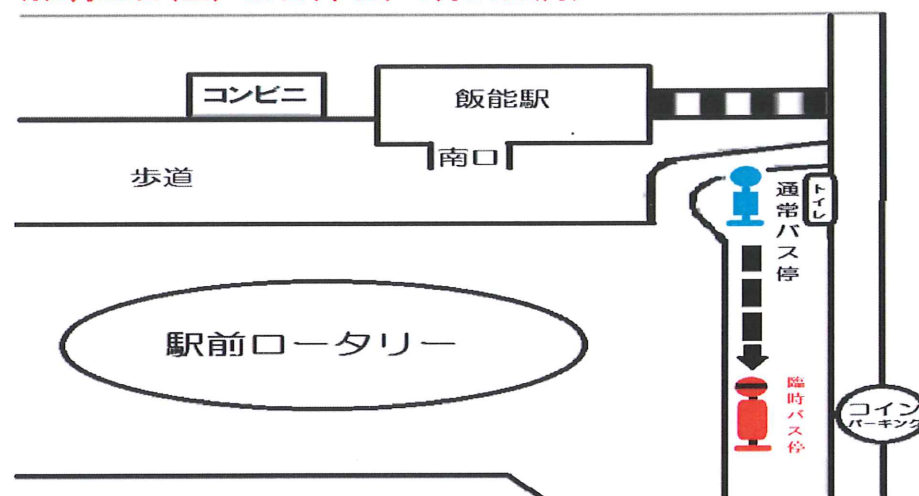 コンビニ
飯能駅
南口
歩道
通常バス停
トイレ
駅前ロータリー
臨時バス停
コイン
パーキング